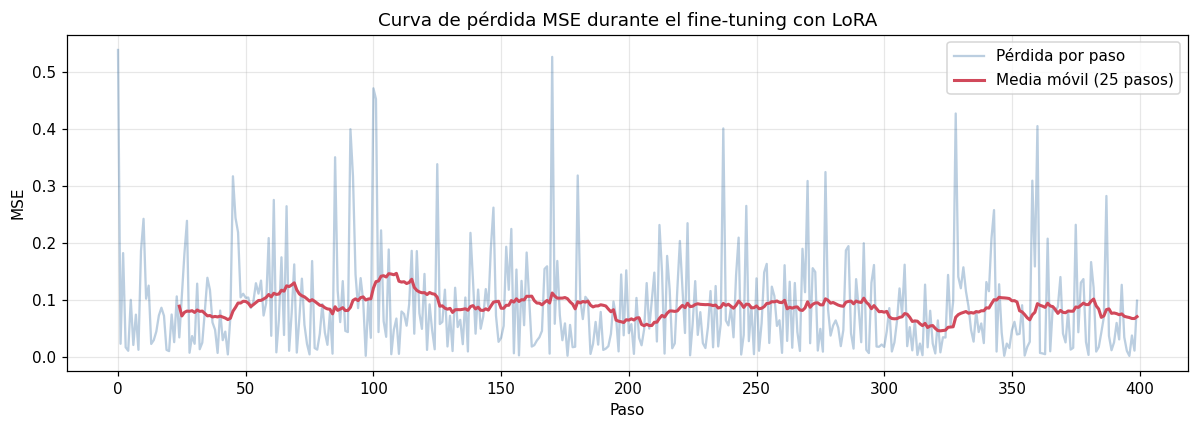 Curva de pérdida MSE durante el fine-tuning con LoRA
Pérdida por paso
Media móvil (25 pasos)
MSE
0.5
0.4
0.3
0.2
0.1
0.0
0 50 100 150 200 250 300 350 400
Paso